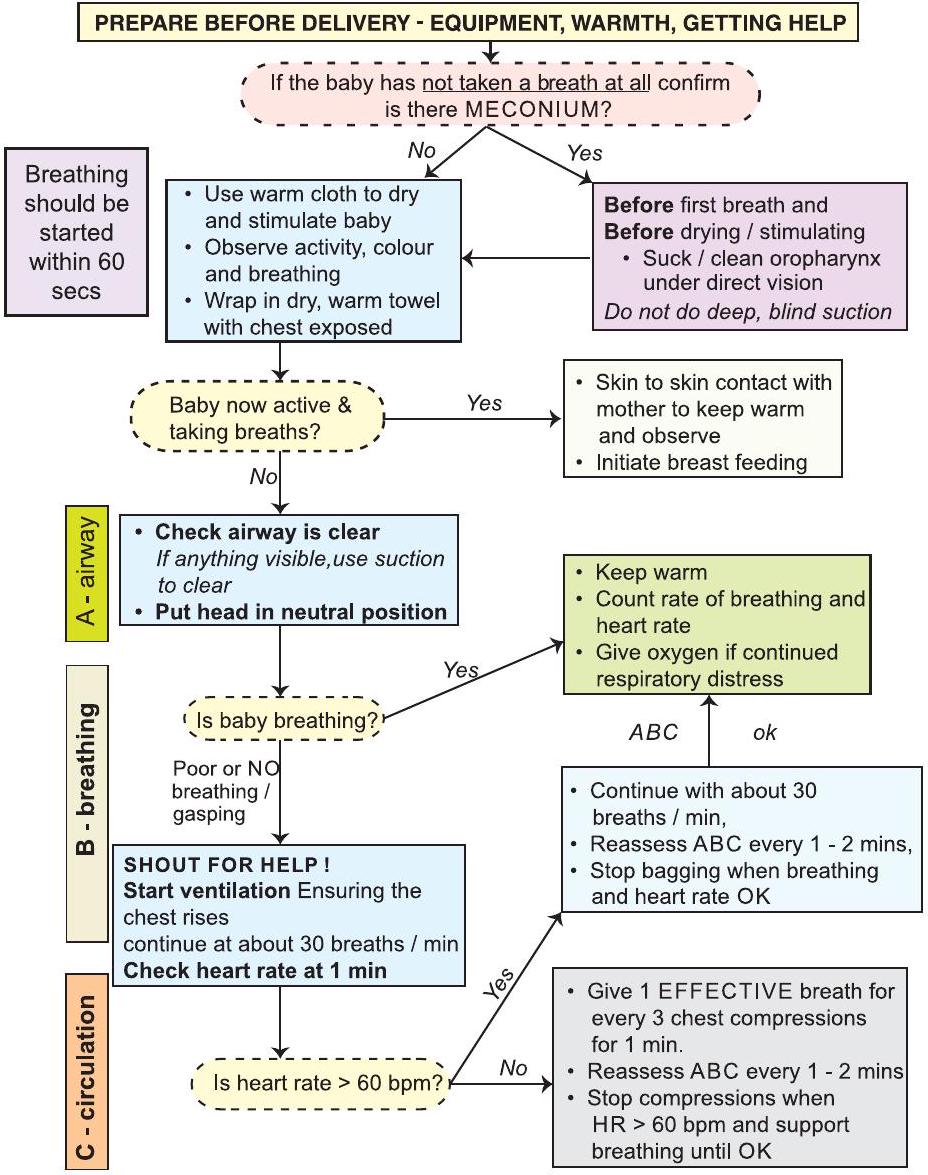 PREPARE BEFORE DELIVERY - EQUIPMENT, WARMTH, GETTING HELP
If the baby has not taken a breath at all confirm
is there MECONIUM?
No
Yes
Breathing
should be
started
within 60
secs
• Use warm cloth to dry
and stimulate baby
• Observe activity, colour
and breathing
• Wrap in dry, warm towel
with chest exposed
Before first breath and
Before drying / stimulating
• Suck / clean oropharynx
under direct vision
Do not do deep, blind suction
Baby now active &
taking breaths?
Yes
• Skin to skin contact with
mother to keep warm
and observe
• Initiate breast feeding
No
A - airway
• Check airway is clear
If anything visible,use suction
to clear
• Put head in neutral position
• Keep warm
• Count rate of breathing and
heart rate
• Give oxygen if continued
respiratory distress
Yes
B - breathing
Is baby breathing?
ABC ok
Poor or NO
breathing /
gasping
• Continue with about 30
breaths / min,
• Reassess ABC every 1 - 2 mins,
• Stop bagging when breathing
and heart rate OK
SHOUT FOR HELP !
Start ventilation Ensuring the
chest rises
continue at about 30 breaths / min
Check heart rate at 1 min
Yes
C - circulation
Is heart rate > 60 bpm?
No
• Give 1 EFFECTIVE breath for
every 3 chest compressions
for 1 min.
• Reassess ABC every 1 - 2 mins
• Stop compressions when
HR > 60 bpm and support
breathing until OK